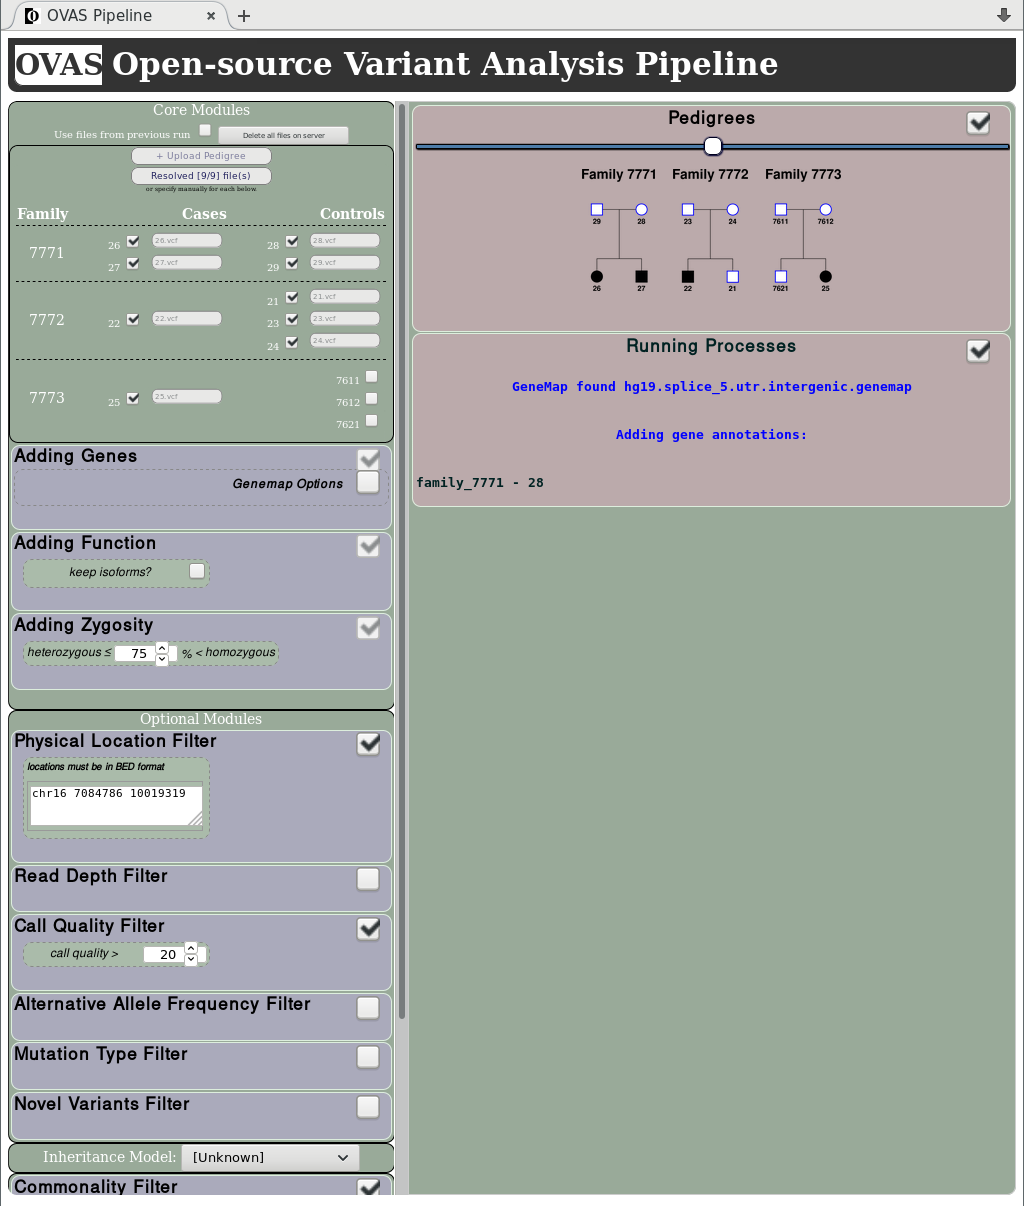 OVAS Pipeline
OVAS Open-source Variant Analysis Pipeline
Core Modules
Use files from previous run Delete all files on server
+ Upload Pedigree
Resolved [9/9] file(s)
or specify manually for each below.
Family Cases Controls
7771
26 26.vcf 28 28.vcf
27 27.vcf 29 29.vcf
7772
21 21.vcf
22 22.vcf 23 23.vcf
24 24.vcf
7773
7611
25 25.vcf 7612
7621
Adding Genes
Genemap Options
Adding Function
keep isoforms?
Adding Zygosity
heterozygous ≤ 75 % < homozygous
Optional Modules
Physical Location Filter
locations must be in BED format
chr16 7084786 10019319
Read Depth Filter
Call Quality Filter
call quality > 20
Alternative Allele Frequency Filter
Mutation Type Filter
Novel Variants Filter
Inheritance Model: [Unknown]
Commonality Filter
Pedigrees
Family 7771 Family 7772 Family 7773
29 28 23 24 7611 7612
26 27 22 21 7621 25
Running Processes
GeneMap found hg19.splice_5.utr.intergenic.genemap
Adding gene annotations:
family_7771 - 28